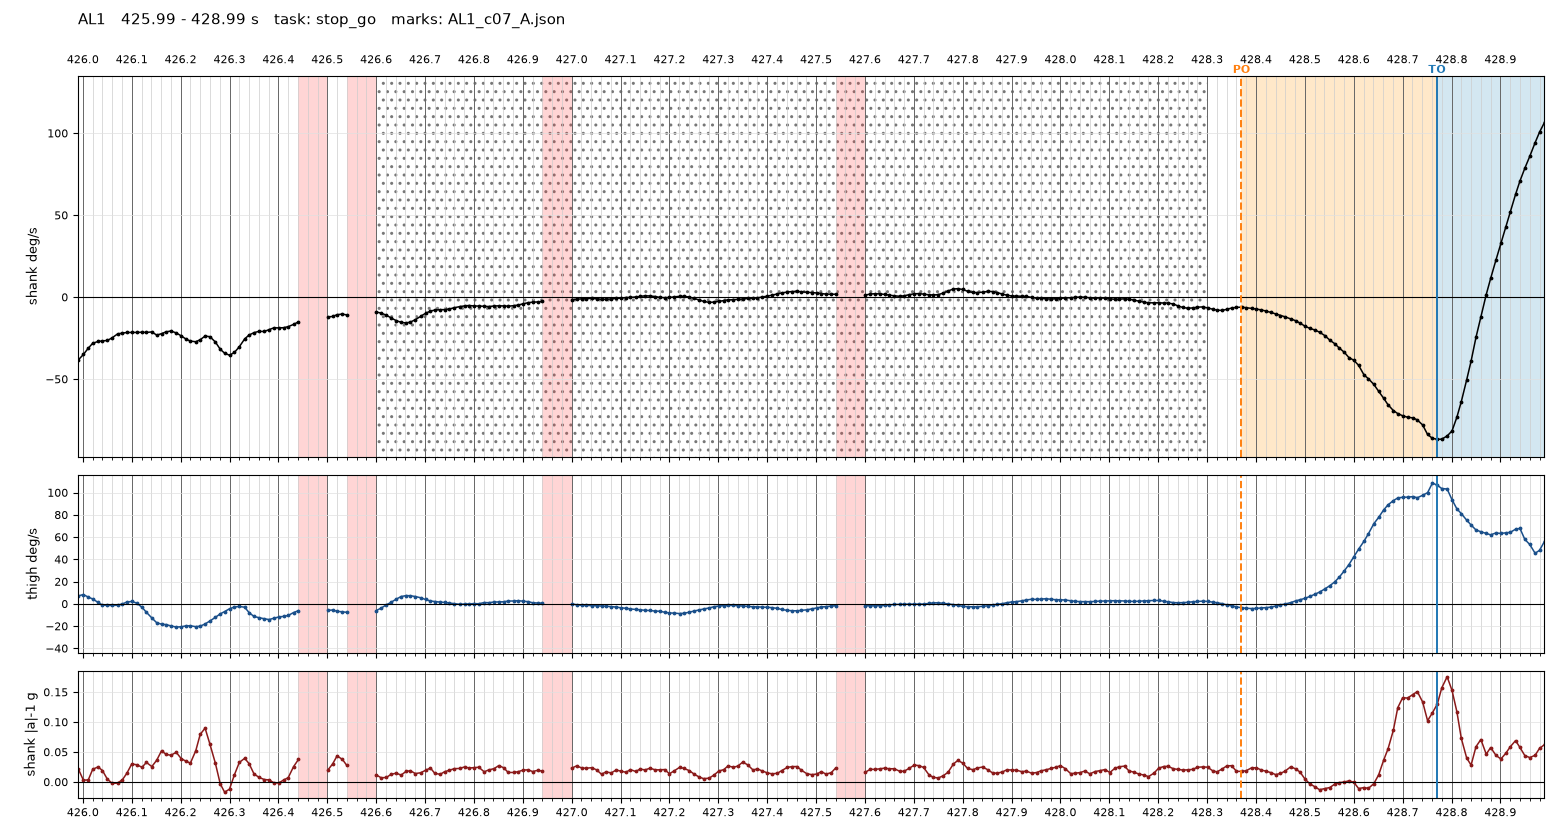 AL1   425.99 - 428.99 s   task: stop_go   marks: AL1_c07_A.json
426.0 426.1 426.2 426.3 426.4 426.5 426.6 426.7 426.8 426.9 427.0 427.1 427.2 427.3 427.4 427.5 427.6 427.7 427.8 427.9 428.0 428.1 428.2 428.3 428.4 428.5 428.6 428.7 428.8 428.9
PO TO
shank deg/s
100
50
0
−50
thigh deg/s
100
80
60
40
20
0
−20
−40
shank |a|-1 g
0.15
0.10
0.05
0.00
426.0 426.1 426.2 426.3 426.4 426.5 426.6 426.7 426.8 426.9 427.0 427.1 427.2 427.3 427.4 427.5 427.6 427.7 427.8 427.9 428.0 428.1 428.2 428.3 428.4 428.5 428.6 428.7 428.8 428.9